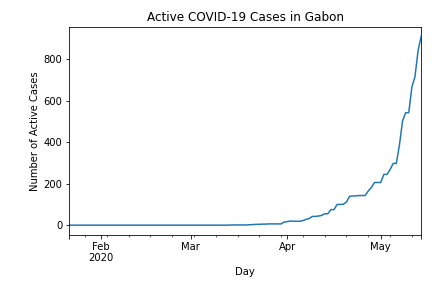 Active COVID-19 Cases in Gabon
Number of Active Cases
800
600
400
200
0
Feb
2020
Mar
Apr
May
Day